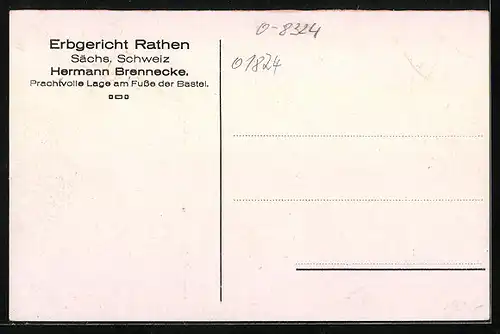 Erbgericht Rathen
Sächs. Schweiz
Hermann Brennecke.
Prachtvolle Lage am Fuße der Bastei.
0-8324
01824